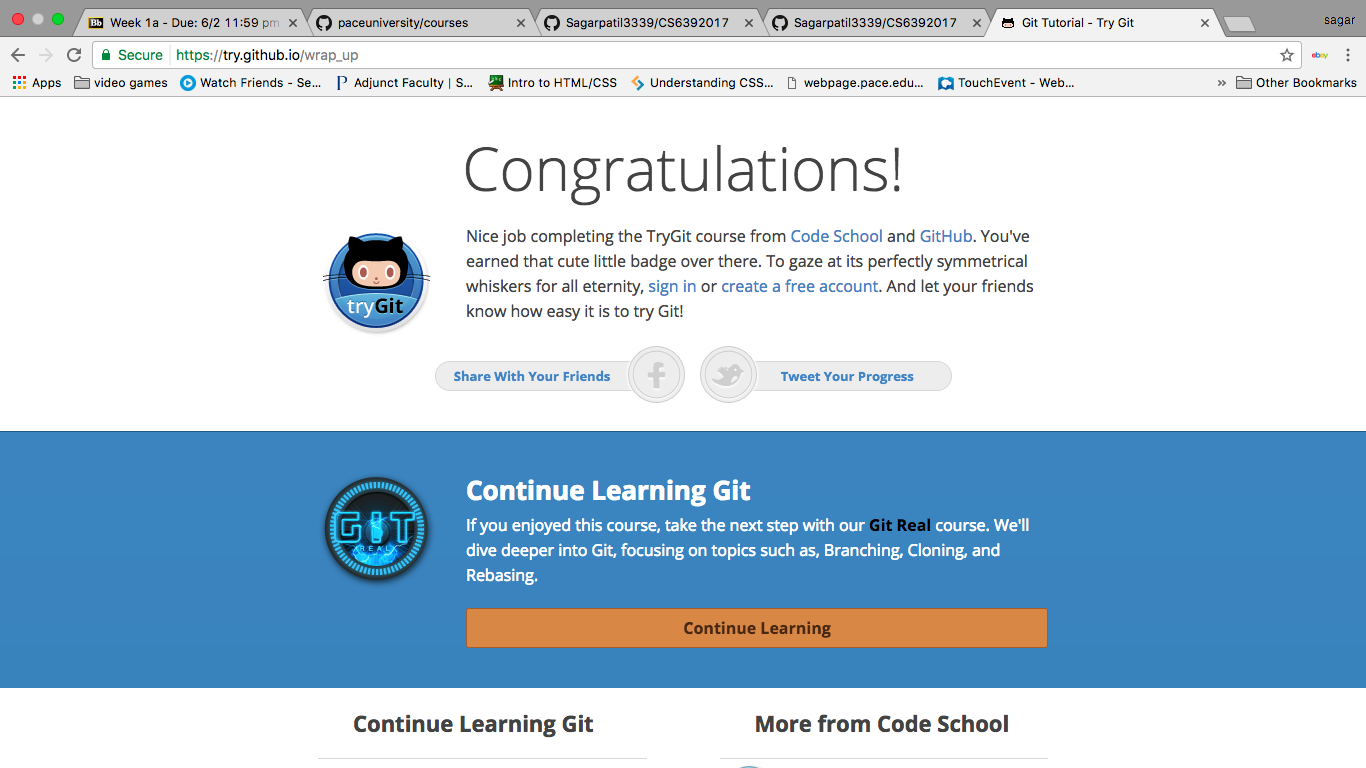 Bb Week 1a - Due: 6/2 11:59 pm
paceuniversity/courses
Sagarpatil3339/CS6392017
Sagarpatil3339/CS6392017
Git Tutorial - Try Git
sagar
Secure https://try.github.io/wrap_up
ebay
Apps
video games
Watch Friends - Se...
P Adjunct Faculty | S...
Intro to HTML/CSS
Understanding CSS...
webpage.pace.edu...
TouchEvent - Web...
» Other Bookmarks
Congratulations!
Nice job completing the TryGit course from Code School and GitHub. You've
earned that cute little badge over there. To gaze at its perfectly symmetrical
whiskers for all eternity, sign in or create a free account. And let your friends
know how easy it is to try Git!
tryGit
Share With Your Friends
Tweet Your Progress
GIT
REAL
Continue Learning Git
If you enjoyed this course, take the next step with our Git Real course. We'll
dive deeper into Git, focusing on topics such as, Branching, Cloning, and
Rebasing.
Continue Learning
Continue Learning Git
More from Code School